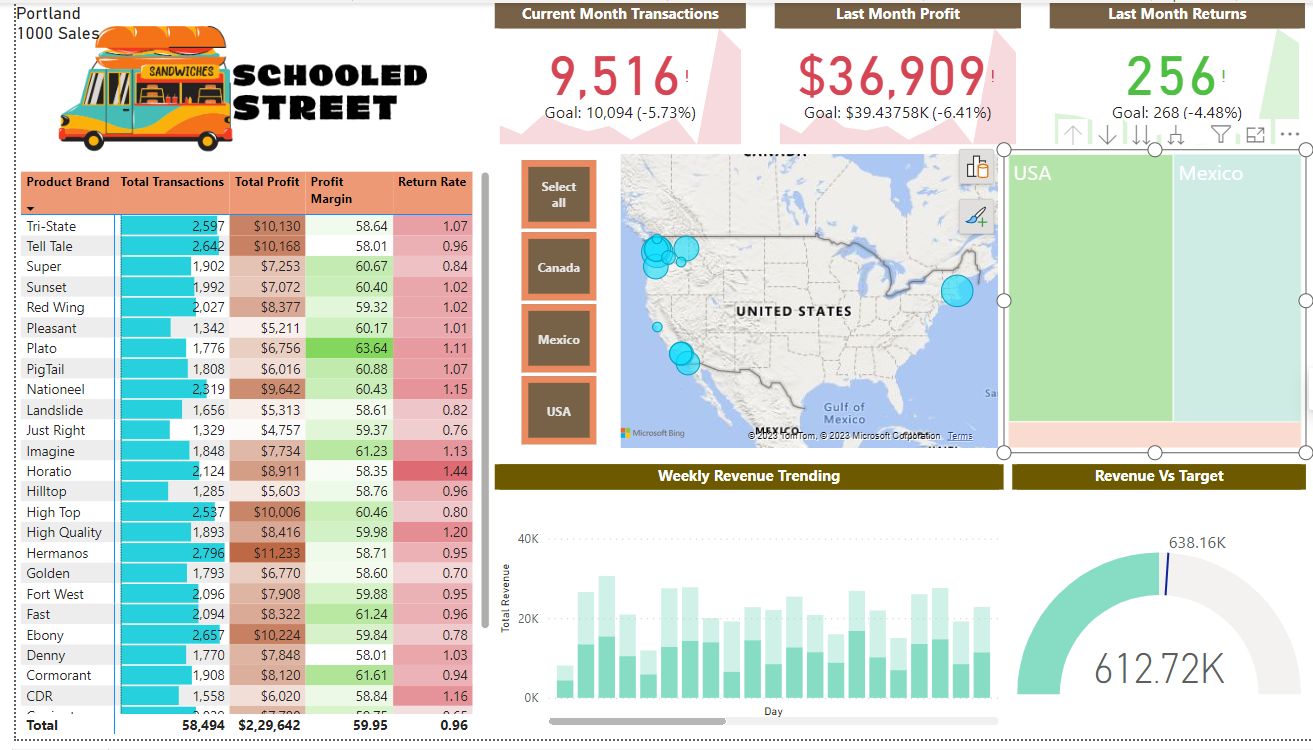 Portland
1000 Sales
SANDWICHES
SCHOOLED
STREET
Current Month Transactions
9,516!
Goal: 10,094 (-5.73%)
Last Month Profit
$36,909!
Goal: $39.43758K (-6.41%)
Last Month Returns
256!
Goal: 268 (-4.48%)
Product Brand Total Transactions Total Profit Profit Margin Return Rate
Tri-State 2,597 $10,130 58.64 1.07
Tell Tale 2,642 $10,168 58.01 0.96
Super 1,902 $7,253 60.67 0.84
Sunset 1,992 $7,072 60.40 1.02
Red Wing 2,027 $8,377 59.32 1.02
Pleasant 1,342 $5,211 60.17 1.01
Plato 1,776 $6,756 63.64 1.11
PigTail 1,808 $6,016 60.88 1.07
Nationeel 2,319 $9,642 60.43 1.15
Landslide 1,656 $5,313 58.61 0.82
Just Right 1,329 $4,757 59.37 0.76
Imagine 1,848 $7,734 61.23 1.13
Horatio 2,124 $8,911 58.35 1.44
Hilltop 1,285 $5,603 58.76 0.96
High Top 2,537 $10,006 60.46 0.80
High Quality 1,893 $8,416 59.98 1.20
Hermanos 2,796 $11,233 58.71 0.95
Golden 1,793 $6,770 58.60 0.70
Fort West 2,096 $7,908 59.88 0.95
Fast 2,094 $8,322 61.24 0.96
Ebony 2,657 $10,224 59.84 0.78
Denny 1,770 $7,848 58.01 1.03
Cormorant 1,908 $8,120 61.61 0.94
CDR 1,558 $6,020 58.84 1.16
Total 58,494 $2,29,642 59.95 0.96
Select
all
Canada
Mexico
USA
CANADA
UNITED STATES
Gulf of
Mexico
Sa
MEXICO
Microsoft Bing
© 2023 TomTom, © 2023 Microsoft Corporation Terms
USA
Mexico
Weekly Revenue Trending
Total Revenue
40K
20K
0K
Day
Revenue Vs Target
638.16K
612.72K